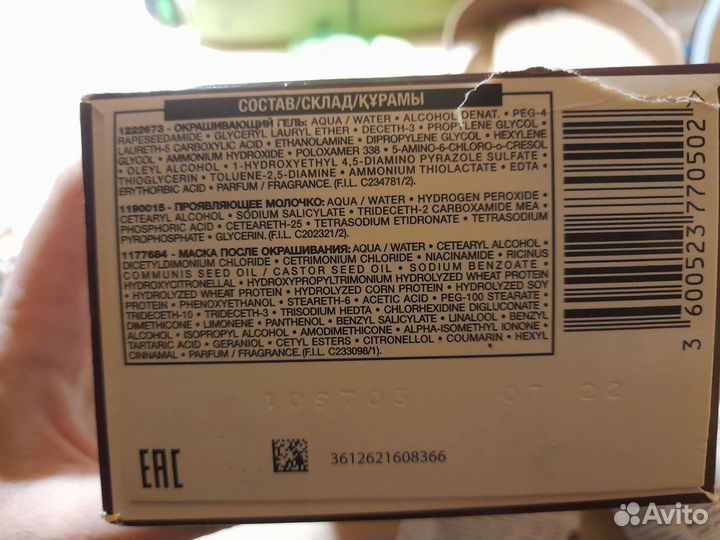 СОСТАВ/СКЛАД/ҚҰРАМЫ
1222673 - ОКРАШИВАЮЩИЙ ГЕЛЬ: AQUA / WATER • ALCOHOL DENAT. • PEG-4
RAPESEEDAMIDE • GLYCERYL LAURYL ETHER • DECETH-3 • PROPYLENE GLYCOL •
LAURETH-5 CARBOXYLIC ACID • ETHANOLAMINE • DIPROPYLENE GLYCOL • HEXYLENE
GLYCOL • AMMONIUM HYDROXIDE • POLOXAMER 338 • 5-AMINO-6-CHLORO-o-CRESOL
• OLEYL ALCOHOL • 1-HYDROXYETHYL 4,5-DIAMINO PYRAZOLE SULFATE •
THIOGLYCERIN • TOLUENE-2,5-DIAMINE • AMMONIUM THIOLACTATE • EDTA •
ERYTHORBIC ACID • PARFUM / FRAGRANCE. (F.I.L. C234781/2).
1190015 - ПРОЯВЛЯЮЩЕЕ МОЛОЧКО: AQUA / WATER • HYDROGEN PEROXIDE •
CETEARYL ALCOHOL • SODIUM SALICYLATE • TRIDECETH-2 CARBOXAMIDE MEA •
PHOSPHORIC ACID • CETEARETH-25 • TETRASODIUM ETIDRONATE • TETRASODIUM
PYROPHOSPHATE • GLYCERIN. (F.I.L. C202321/2).
1177684 - МАСКА ПОСЛЕ ОКРАШИВАНИЯ: AQUA / WATER • CETEARYL ALCOHOL •
DICETYLDIMONIUM CHLORIDE • CETRIMONIUM CHLORIDE • NIACINAMIDE • RICINUS
COMMUNIS SEED OIL / CASTOR SEED OIL • SODIUM BENZOATE •
HYDROXYCITRONELLAL • HYDROXYPROPYLTRIMONIUM HYDROLYZED WHEAT PROTEIN
• HYDROLYZED WHEAT PROTEIN • HYDROLYZED CORN PROTEIN • HYDROLYZED SOY
PROTEIN • PHENOXYETHANOL • STEARETH-6 • ACETIC ACID • PEG-100 STEARATE •
TRIDECETH-10 • TRIDECETH-3 • TRISODIUM HEDTA • CHLORHEXIDINE DIGLUCONATE •
DIMETHICONE • LIMONENE • PANTHENOL • BENZYL SALICYLATE • LINALOOL • BENZYL
ALCOHOL • ISOPROPYL ALCOHOL • AMODIMETHICONE • ALPHA-ISOMETHYL IONONE •
TARTARIC ACID • GERANIOL • CETYL ESTERS • CITRONELLOL • COUMARIN • HEXYL
CINNAMAL • PARFUM / FRAGRANCE. (F.I.L. C233098/1).
109703 07 22
EAC
3612621608366
3 600523 770502
Avito